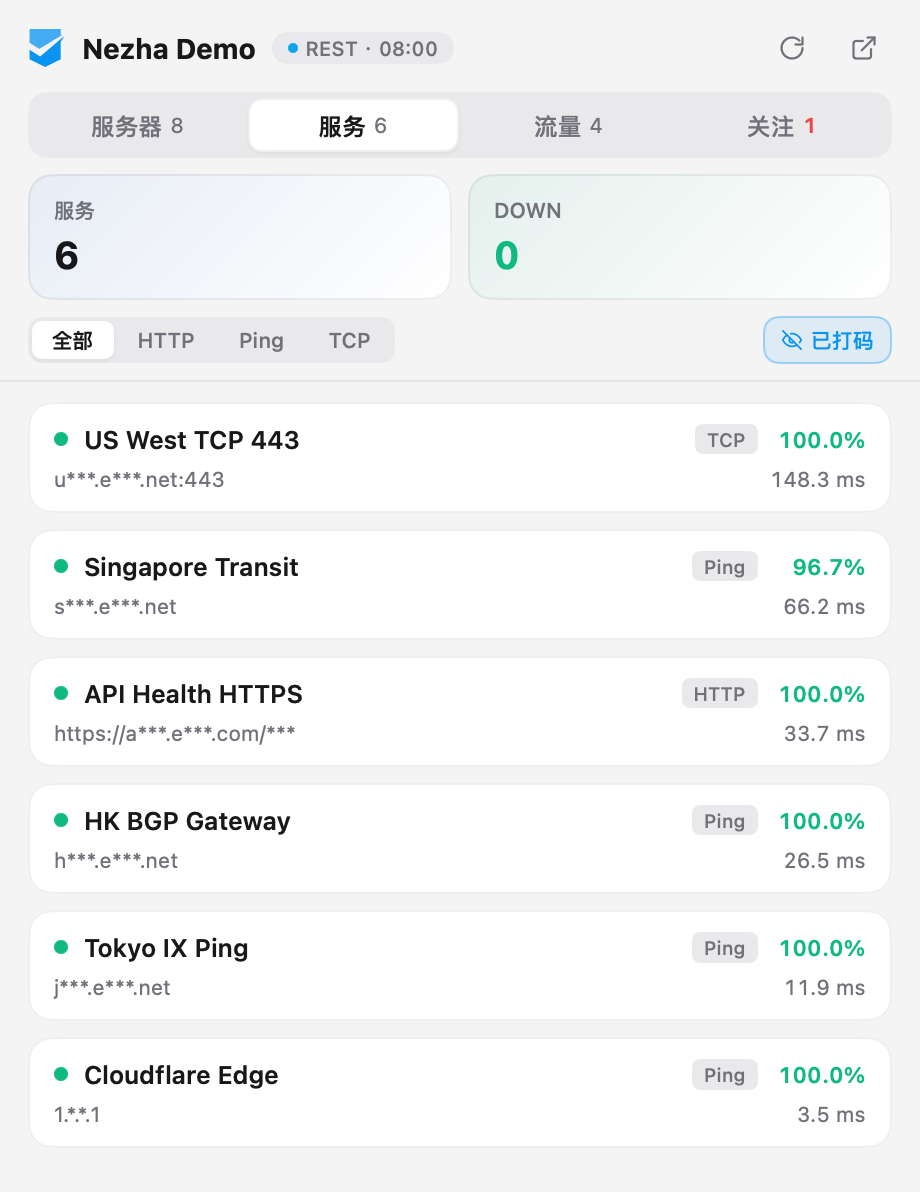 Nezha Demo REST · 08:00
服务器 8 服务 6 流量 4 关注 1
服务 DOWN
6 0
全部 HTTP Ping TCP 已打码
US West TCP 443 TCP 100.0%
u***.e***.net:443 148.3 ms
Singapore Transit Ping 96.7%
s***.e***.net 66.2 ms
API Health HTTPS HTTP 100.0%
https://a***.e***.com/*** 33.7 ms
HK BGP Gateway Ping 100.0%
h***.e***.net 26.5 ms
Tokyo IX Ping Ping 100.0%
j***.e***.net 11.9 ms
Cloudflare Edge Ping 100.0%
1.*.*.1 3.5 ms